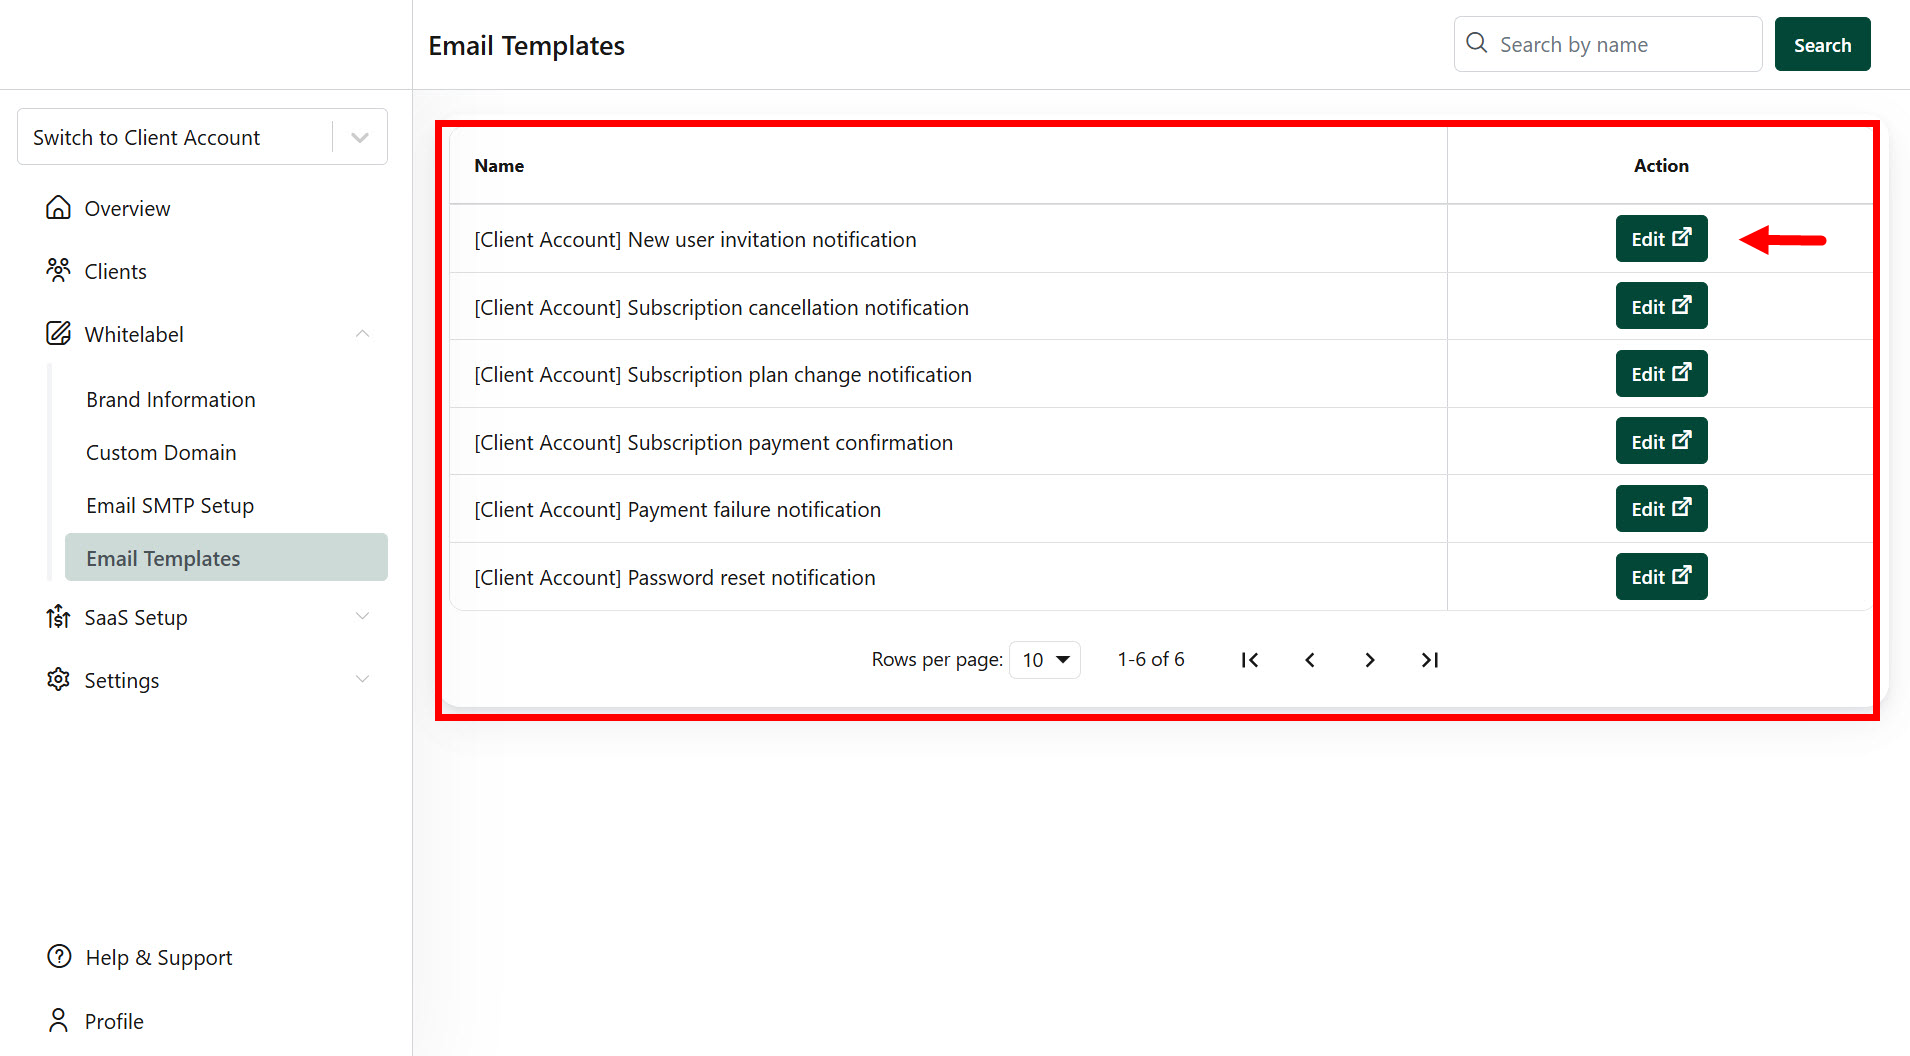 Email Templates
Search by name
Search
Switch to Client Account
Overview
Clients
Whitelabel
Brand Information
Custom Domain
Email SMTP Setup
Email Templates
SaaS Setup
Settings
Help & Support
Profile
Name Action
[Client Account] New user invitation notification Edit
[Client Account] Subscription cancellation notification Edit
[Client Account] Subscription plan change notification Edit
[Client Account] Subscription payment confirmation Edit
[Client Account] Payment failure notification Edit
[Client Account] Password reset notification Edit
Rows per page: 10 1-6 of 6